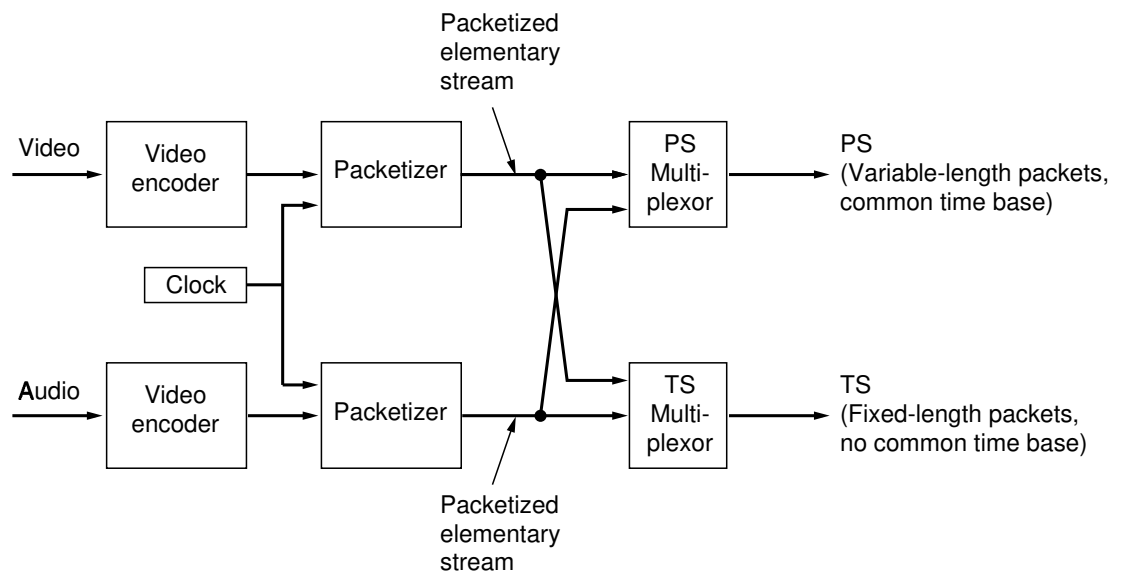 Packetized
elementary
stream
Video
Video
encoder
Packetizer
PS
Multi-
plexor
PS
(Variable-length packets,
common time base)
Clock
Audio
Video
encoder
Packetizer
TS
Multi-
plexor
TS
(Fixed-length packets,
no common time base)
Packetized
elementary
stream